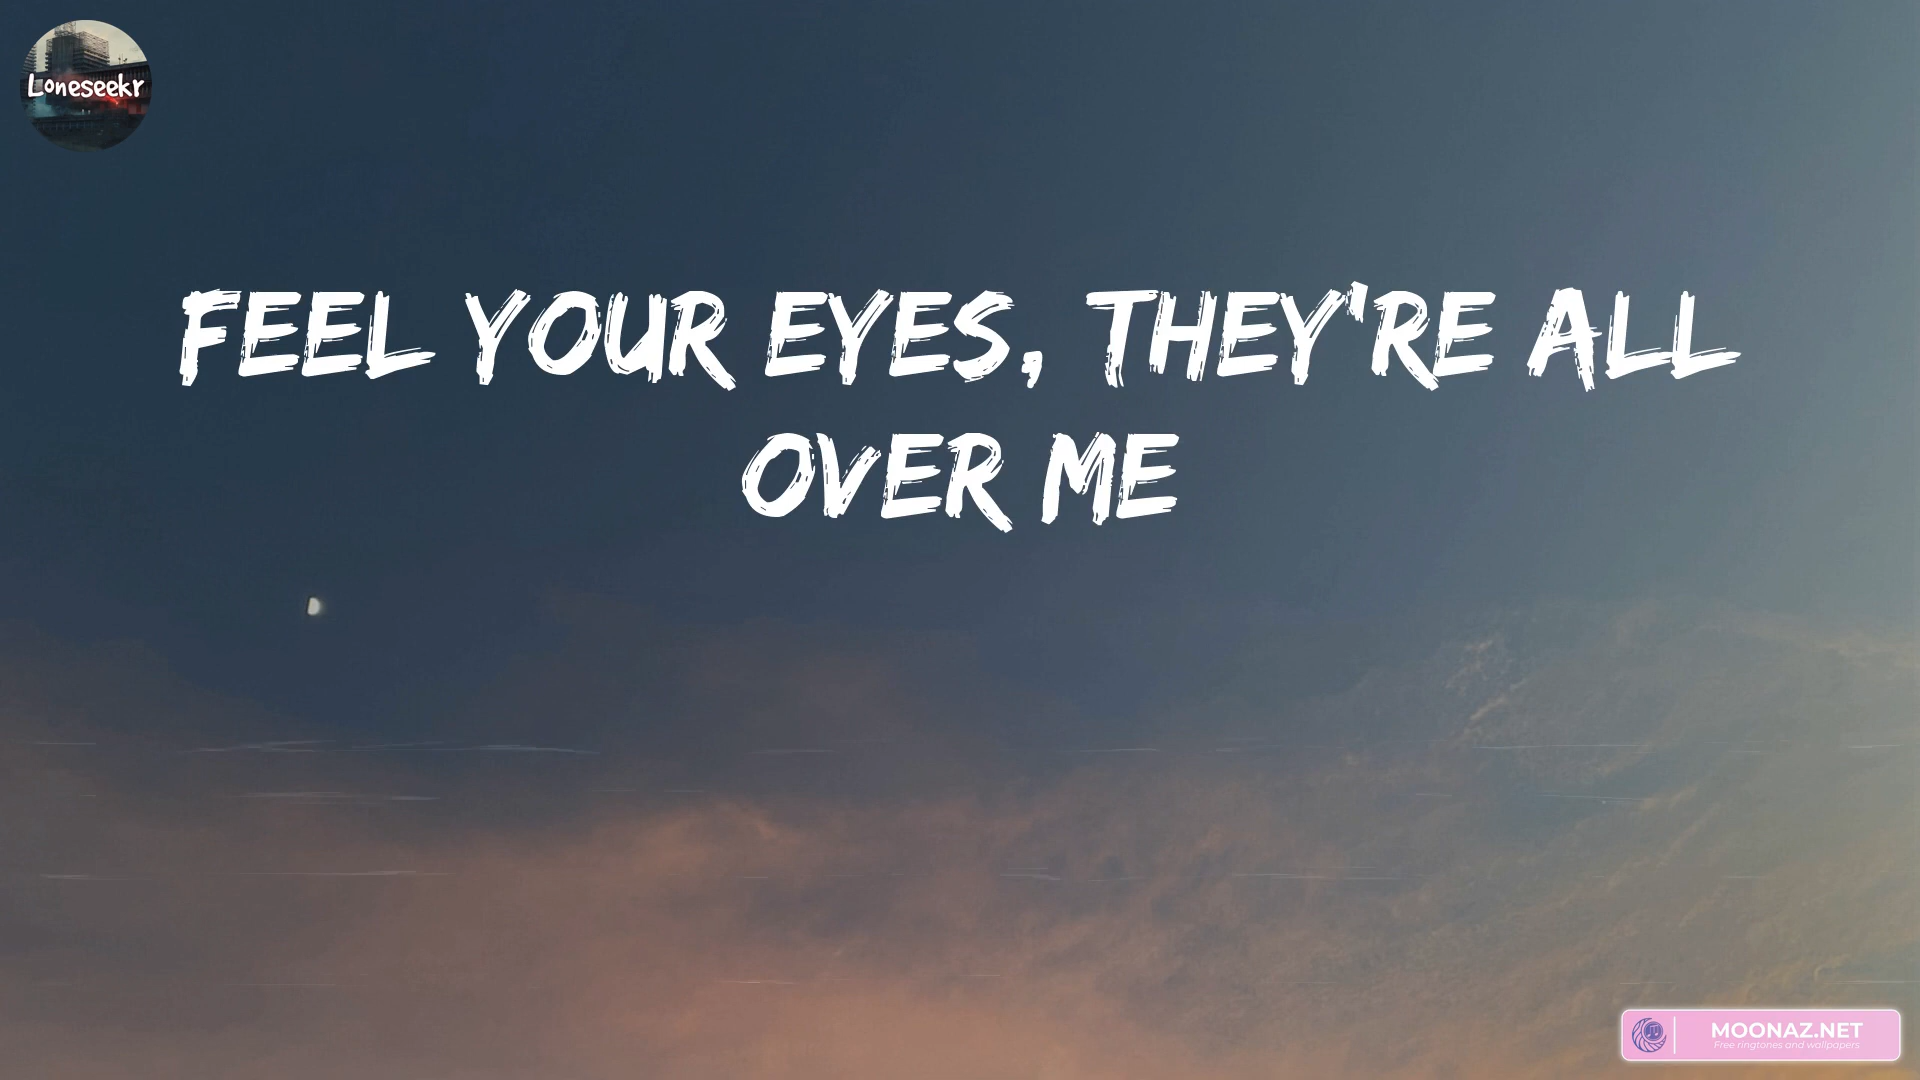 Loneseekr
FEEL YOUR EYES, THEY'RE ALL
OVER ME
MOONAZ.NET
Free ringtones and wallpapers